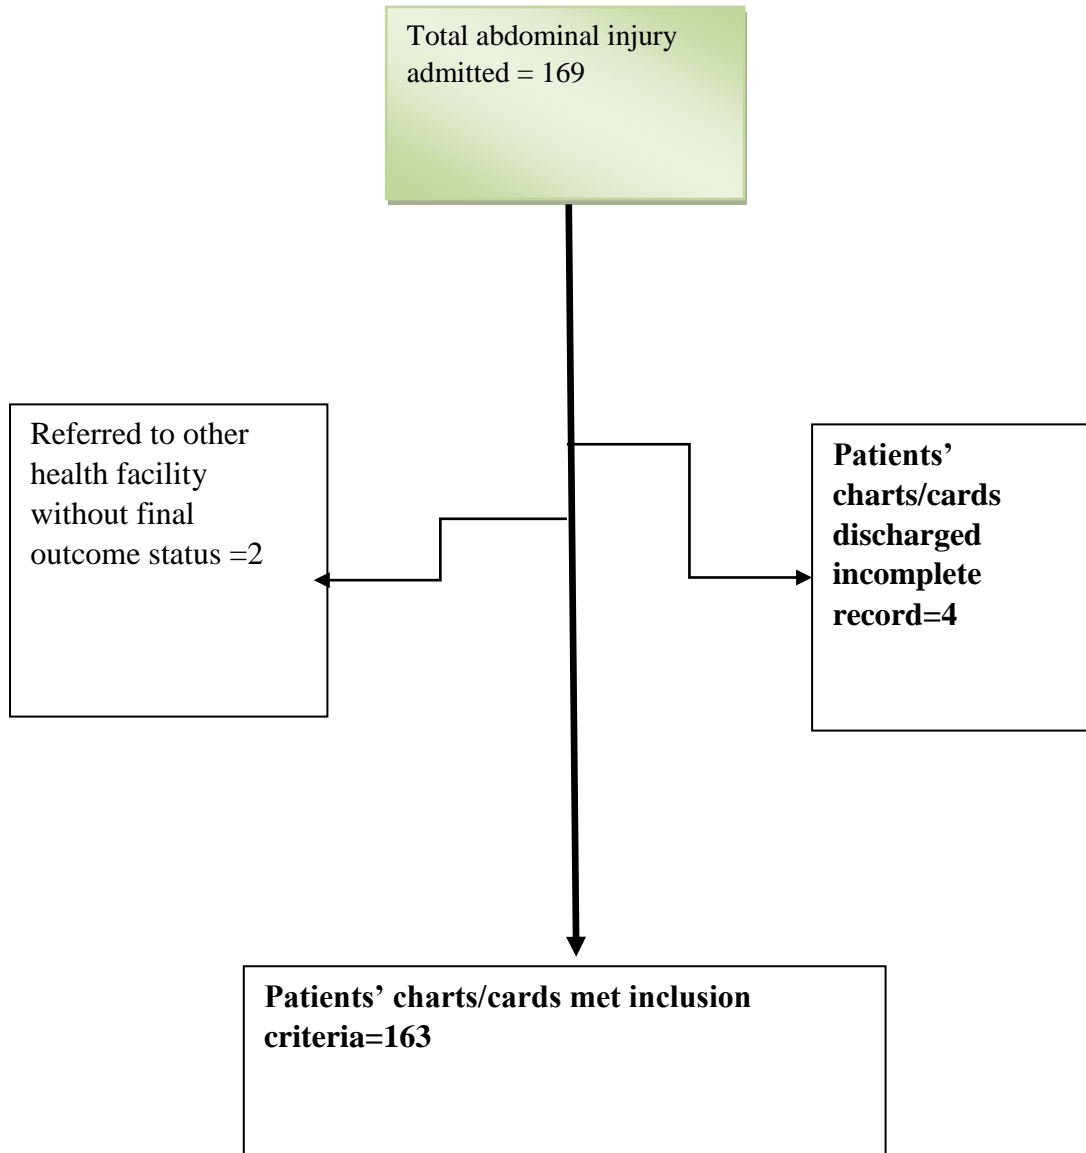 Total abdominal injury
admitted = 169
Referred to other
health facility
without final
outcome status =2
Patients’
charts/cards
discharged
incomplete
record=4
Patients’ charts/cards met inclusion
criteria=163